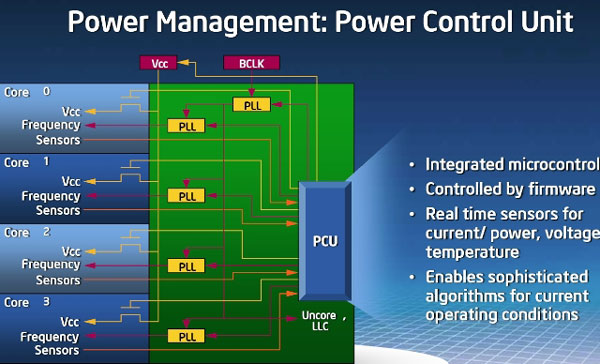 Power Management: Power Control Unit
Vcc
BCLK
Core 0
PLL
Vcc
Frequency
PLL
Sensors
Core 1
Vcc
Frequency
PLL
Sensors
Core 2
Vcc
Frequency
PLL
Sensors
Core 3
Vcc
Frequency
PLL
Sensors
PCU
Uncore ,
LLC
• Integrated microcontrol
• Controlled by firmware
• Real time sensors for
current/ power, voltage
temperature
• Enables sophisticated
algorithms for current
operating conditions